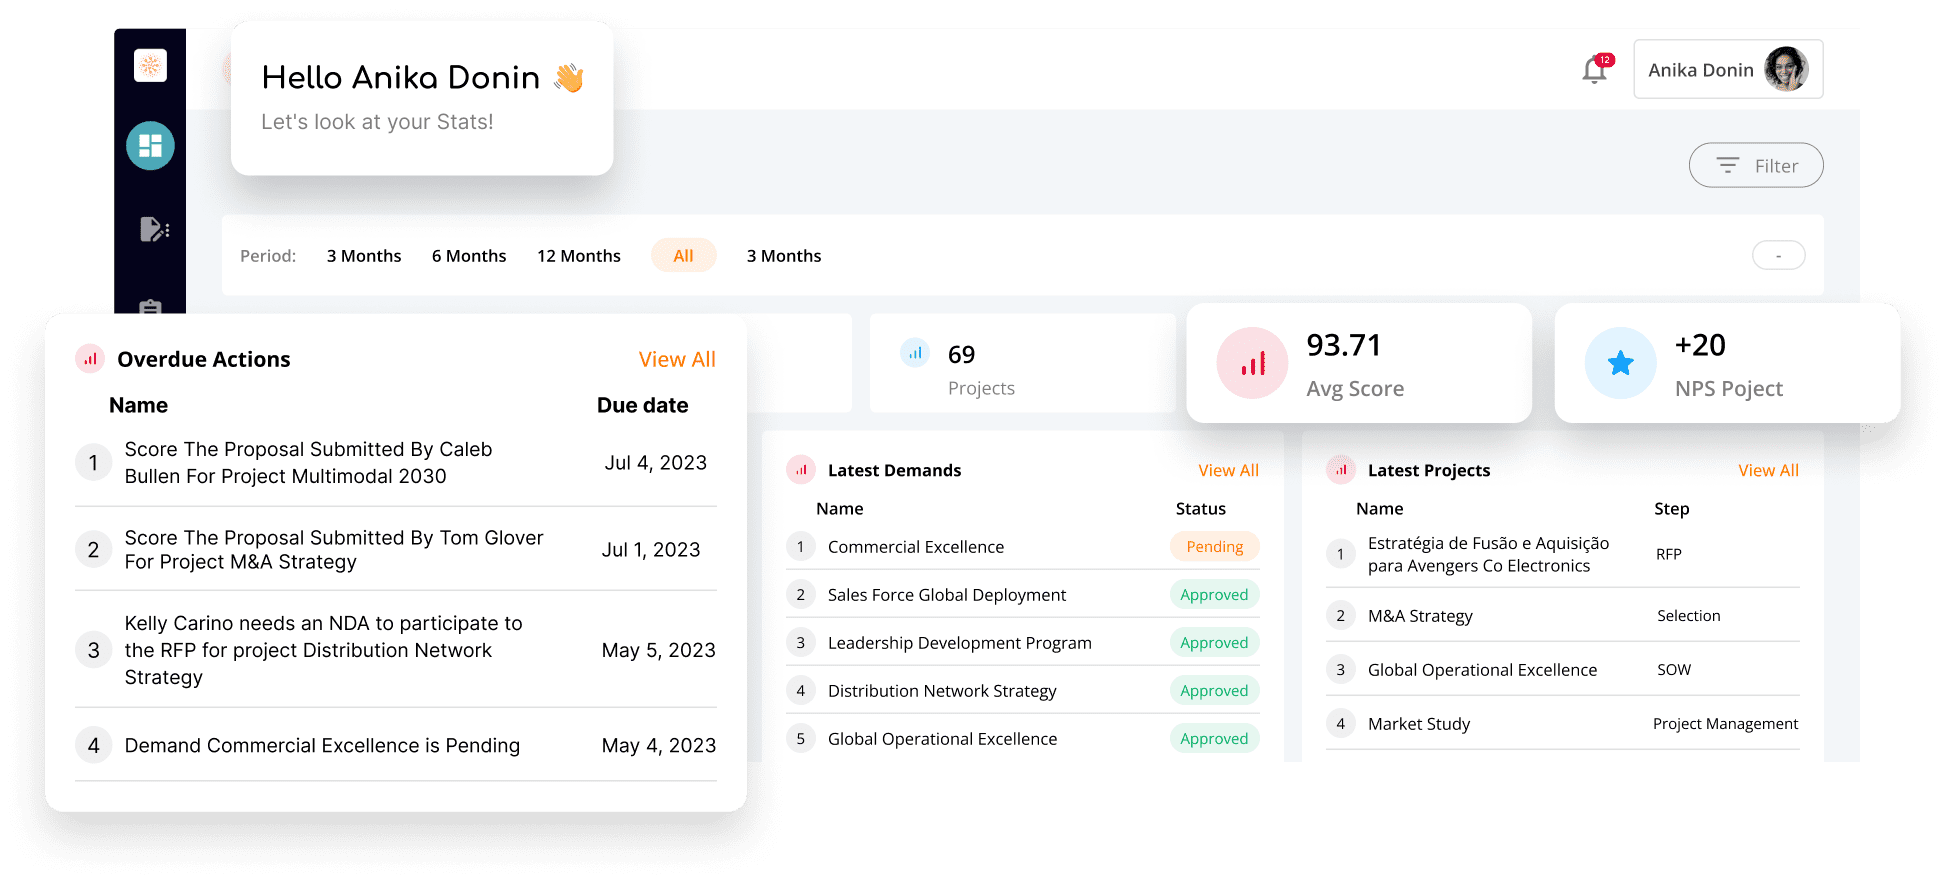 Hello Anika Donin 👋
Let's look at your Stats!
12
Anika Donin
Filter
Period:
3 Months
6 Months
12 Months
All
3 Months
-
Overdue Actions
View All
Name
Due date
1
Score The Proposal Submitted By Caleb
Bullen For Project Multimodal 2030
Jul 4, 2023
2
Score The Proposal Submitted By Tom Glover
For Project M&A Strategy
Jul 1, 2023
3
Kelly Carino needs an NDA to participate to
the RFP for project Distribution Network
Strategy
May 5, 2023
4
Demand Commercial Excellence is Pending
May 4, 2023
69
Projects
93.71
Avg Score
+20
NPS Poject
Latest Demands
View All
Name
Status
1
Commercial Excellence
Pending
2
Sales Force Global Deployment
Approved
3
Leadership Development Program
Approved
4
Distribution Network Strategy
Approved
5
Global Operational Excellence
Approved
Latest Projects
View All
Name
Step
1
Estratégia de Fusão e Aquisição
para Avengers Co Electronics
RFP
2
M&A Strategy
Selection
3
Global Operational Excellence
SOW
4
Market Study
Project Management